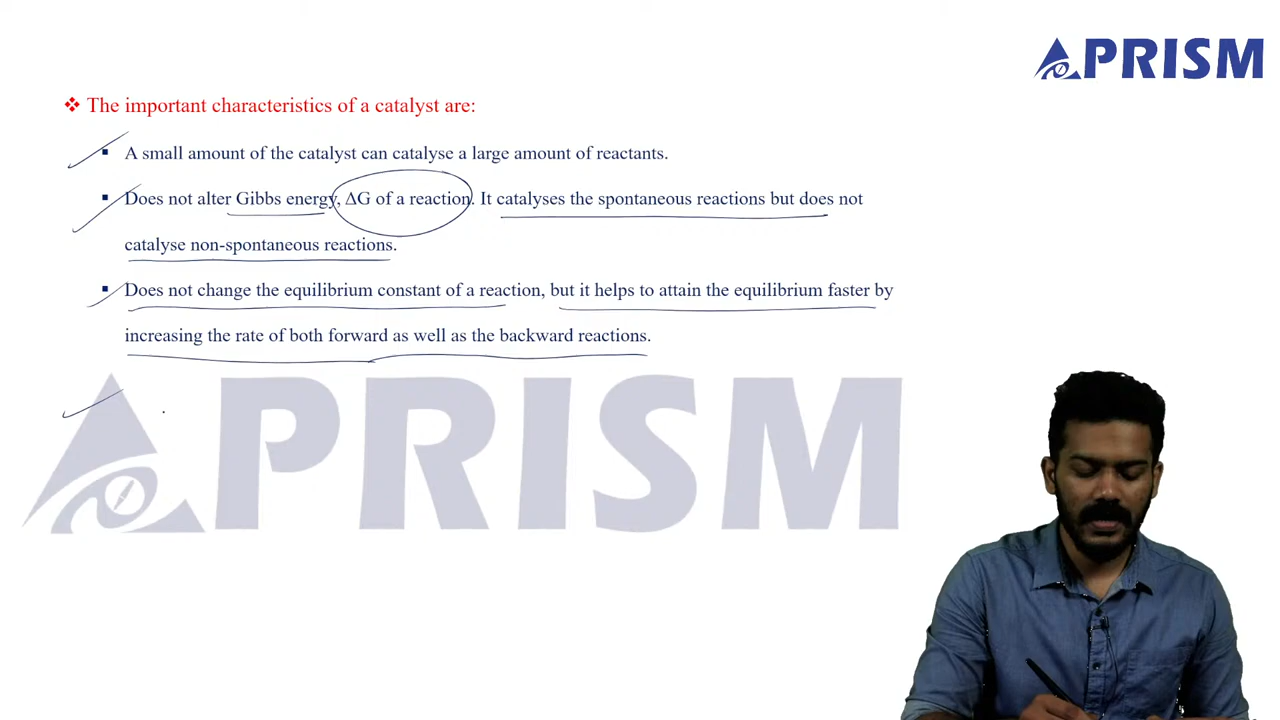 PRISM
❖ The important characteristics of a catalyst are:
▪ A small amount of the catalyst can catalyse a large amount of reactants.
▪ Does not alter Gibbs energy, ΔG of a reaction. It catalyses the spontaneous reactions but does not
catalyse non-spontaneous reactions.
▪ Does not change the equilibrium constant of a reaction, but it helps to attain the equilibrium faster by
increasing the rate of both forward as well as the backward reactions.
PRISM